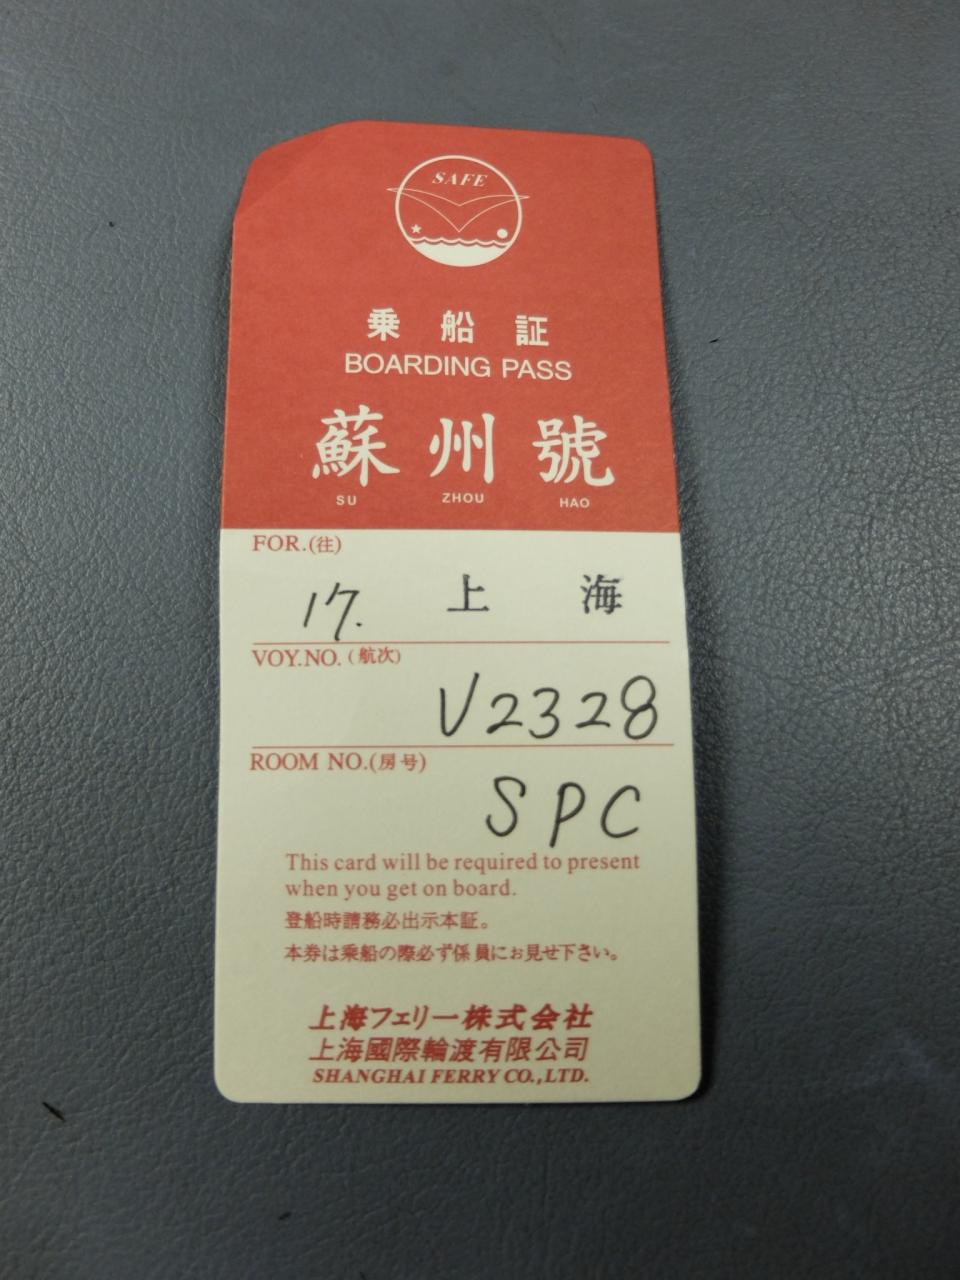 SAFE
乗船証
BOARDING PASS
蘇州號
SU ZHOU HAO
FOR.(往)
17. 上海
VOY.NO.(航次)
V2328
ROOM NO.(房号)
SPC
This card will be required to present
when you get on board.
登船時請務必出示本証。
本券は乗船の際必ず係員にお見せ下さい。
上海フェリー株式会社
上海國際輪渡有限公司
SHANGHAI FERRY CO.,LTD.